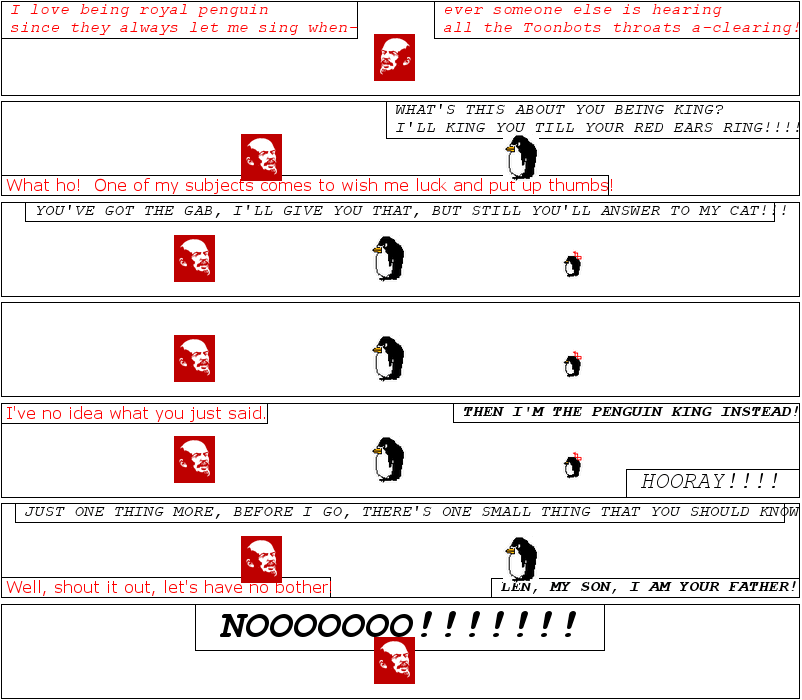 I love being royal penguin
since they always let me sing when-
ever someone else is hearing
all the Toonbots throats a-clearing!
WHAT'S THIS ABOUT YOU BEING KING?
I'LL KING YOU TILL YOUR RED EARS RING!!!!
What ho!  One of my subjects comes to wish me luck and put up thumbs!
YOU'VE GOT THE GAB, I'LL GIVE YOU THAT, BUT STILL YOU'LL ANSWER TO MY CAT!!!
I've no idea what you just said.
THEN I'M THE PENGUIN KING INSTEAD!
HOORAY!!!!
JUST ONE THING MORE, BEFORE I GO, THERE'S ONE SMALL THING THAT YOU SHOULD KNOW
Well, shout it out, let's have no bother
LEN, MY SON, I AM YOUR FATHER!
NOOOOOOO!!!!!!!